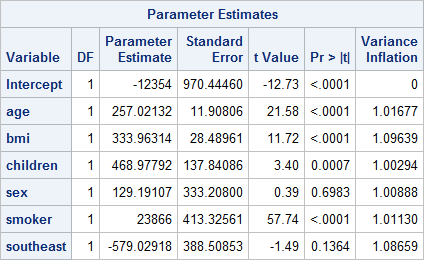 Parameter Estimates
Variable DF Parameter Estimate Standard Error t Value Pr > |t| Variance Inflation
Intercept 1 -12354 970.44460 -12.73 <.0001 0
age 1 257.02132 11.90806 21.58 <.0001 1.01677
bmi 1 333.96314 28.48961 11.72 <.0001 1.09639
children 1 468.97792 137.84086 3.40 0.0007 1.00294
sex 1 129.19107 333.20800 0.39 0.6983 1.00888
smoker 1 23866 413.32561 57.74 <.0001 1.01130
southeast 1 -579.02918 388.50853 -1.49 0.1364 1.08659